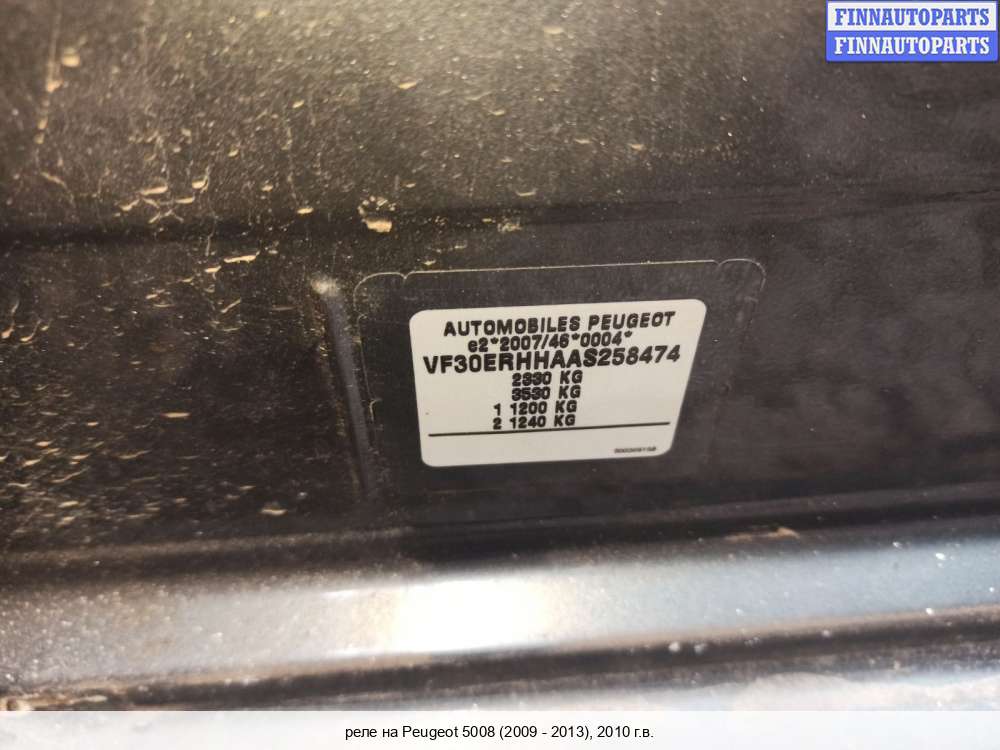 FINNAUTOPARTS
FINNAUTOPARTS
AUTOMOBILES PEUGEOT
e2*2007/46*0004*
VF30ERHHAAS258474
2330 KG
3530 KG
1 1200 KG
2 1240 KG
реле на Peugeot 5008 (2009 - 2013), 2010 г.в.